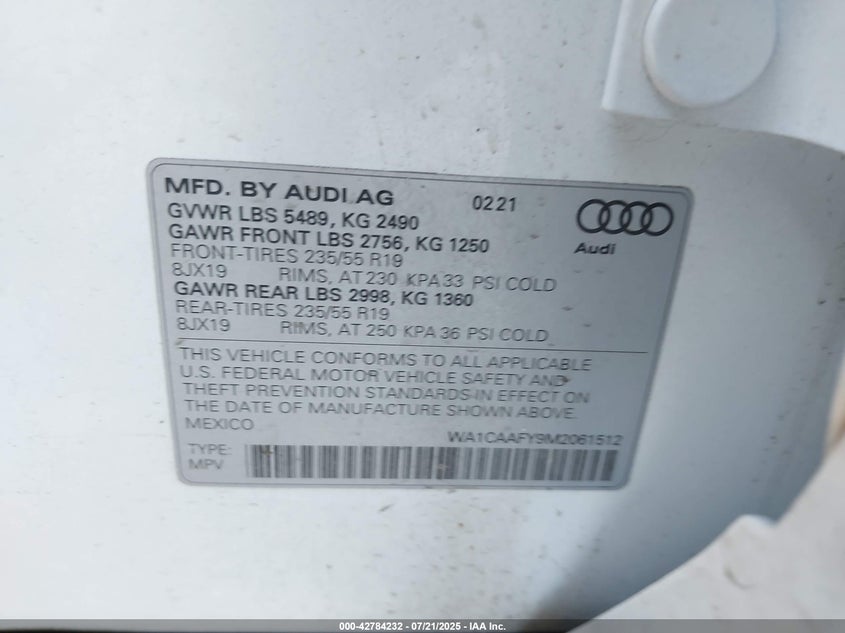 MFD. BY AUDI AG 0221
GVWR LBS 5489, KG 2490
GAWR FRONT LBS 2756, KG 1250
FRONT-TIRES 235/55 R19
8JX19 RIMS, AT 230 KPA 33 PSI COLD
GAWR REAR LBS 2998, KG 1360
REAR-TIRES 235/55 R19
8JX19 RIMS, AT 250 KPA 36 PSI COLD
Audi
THIS VEHICLE CONFORMS TO ALL APPLICABLE
U.S. FEDERAL MOTOR VEHICLE SAFETY AND
THEFT PREVENTION STANDARDS IN EFFECT ON
THE DATE OF MANUFACTURE SHOWN ABOVE.
MEXICO
WA1CAAFY9M2061512
TYPE:
MPV
000-42784232 - 07/21/2025 - IAA Inc.